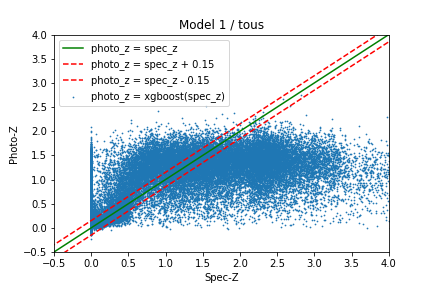 Model 1 / tous
photo_z = spec_z
photo_z = spec_z + 0.15
photo_z = spec_z - 0.15
photo_z = xgboost(spec_z)
Photo-Z
4.0
3.5
3.0
2.5
2.0
1.5
1.0
0.5
0.0
−0.5
−0.5 0.0 0.5 1.0 1.5 2.0 2.5 3.0 3.5 4.0
Spec-Z